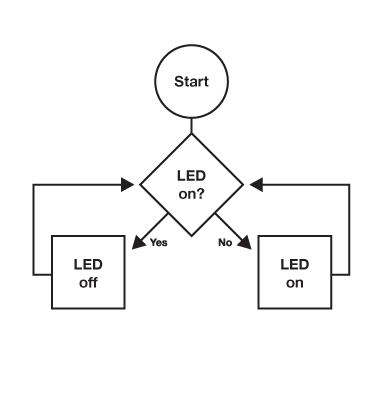 Start
LED
on?
Yes
No
LED
off
LED
on